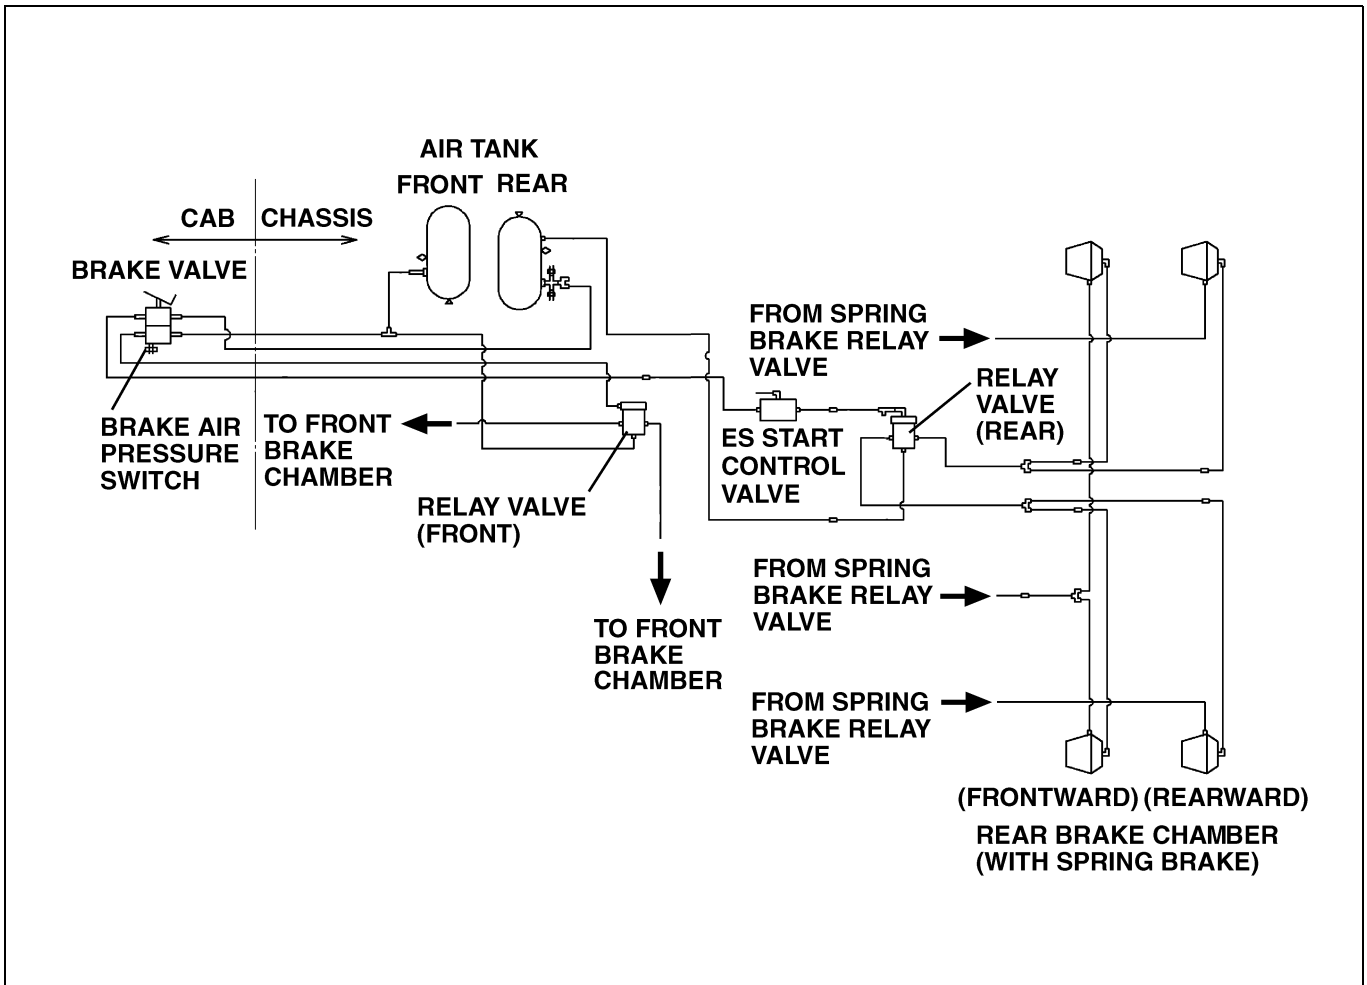 AIR TANK
FRONT REAR
CAB CHASSIS
BRAKE VALVE
BRAKE AIR
PRESSURE
SWITCH
TO FRONT
BRAKE
CHAMBER
RELAY VALVE
(FRONT)
TO FRONT
BRAKE
CHAMBER
FROM SPRING
BRAKE RELAY
VALVE
RELAY
VALVE
(REAR)
ES START
CONTROL
VALVE
FROM SPRING
BRAKE RELAY
VALVE
FROM SPRING
BRAKE RELAY
VALVE
(FRONTWARD) (REARWARD)
REAR BRAKE CHAMBER
(WITH SPRING BRAKE)